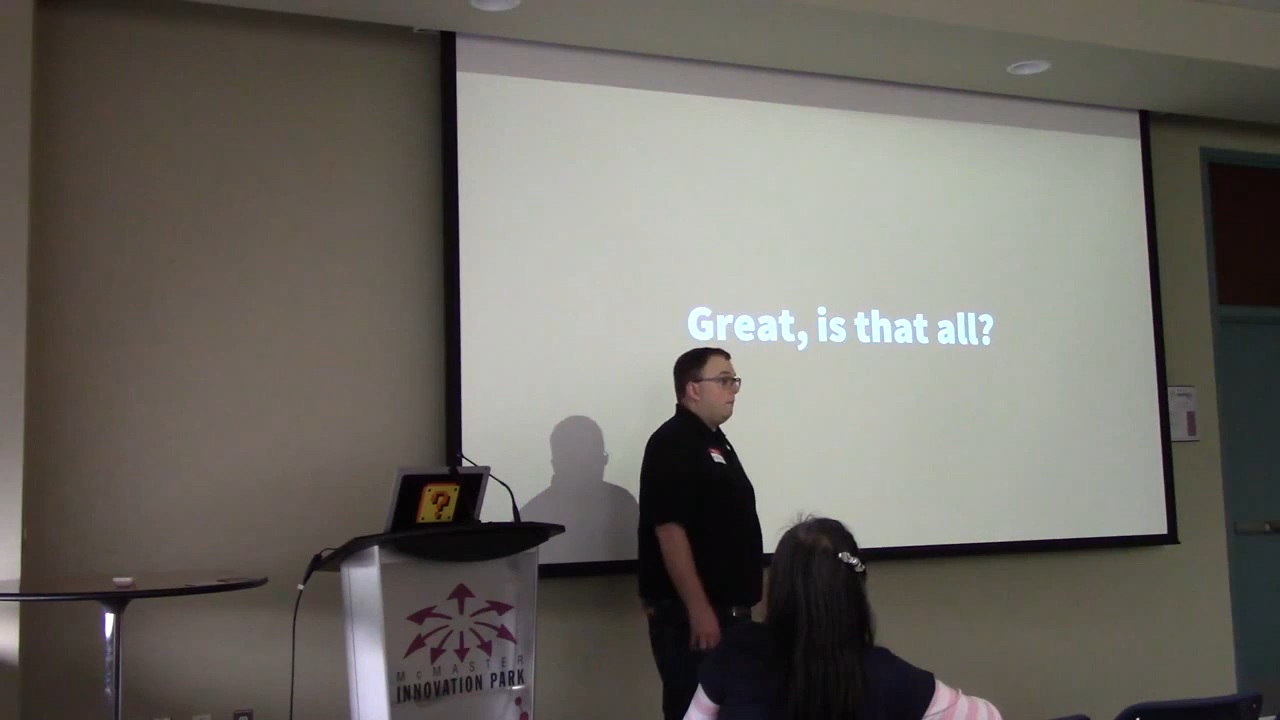 Great, is that all?
?
McMASTER
INNOVATION PARK